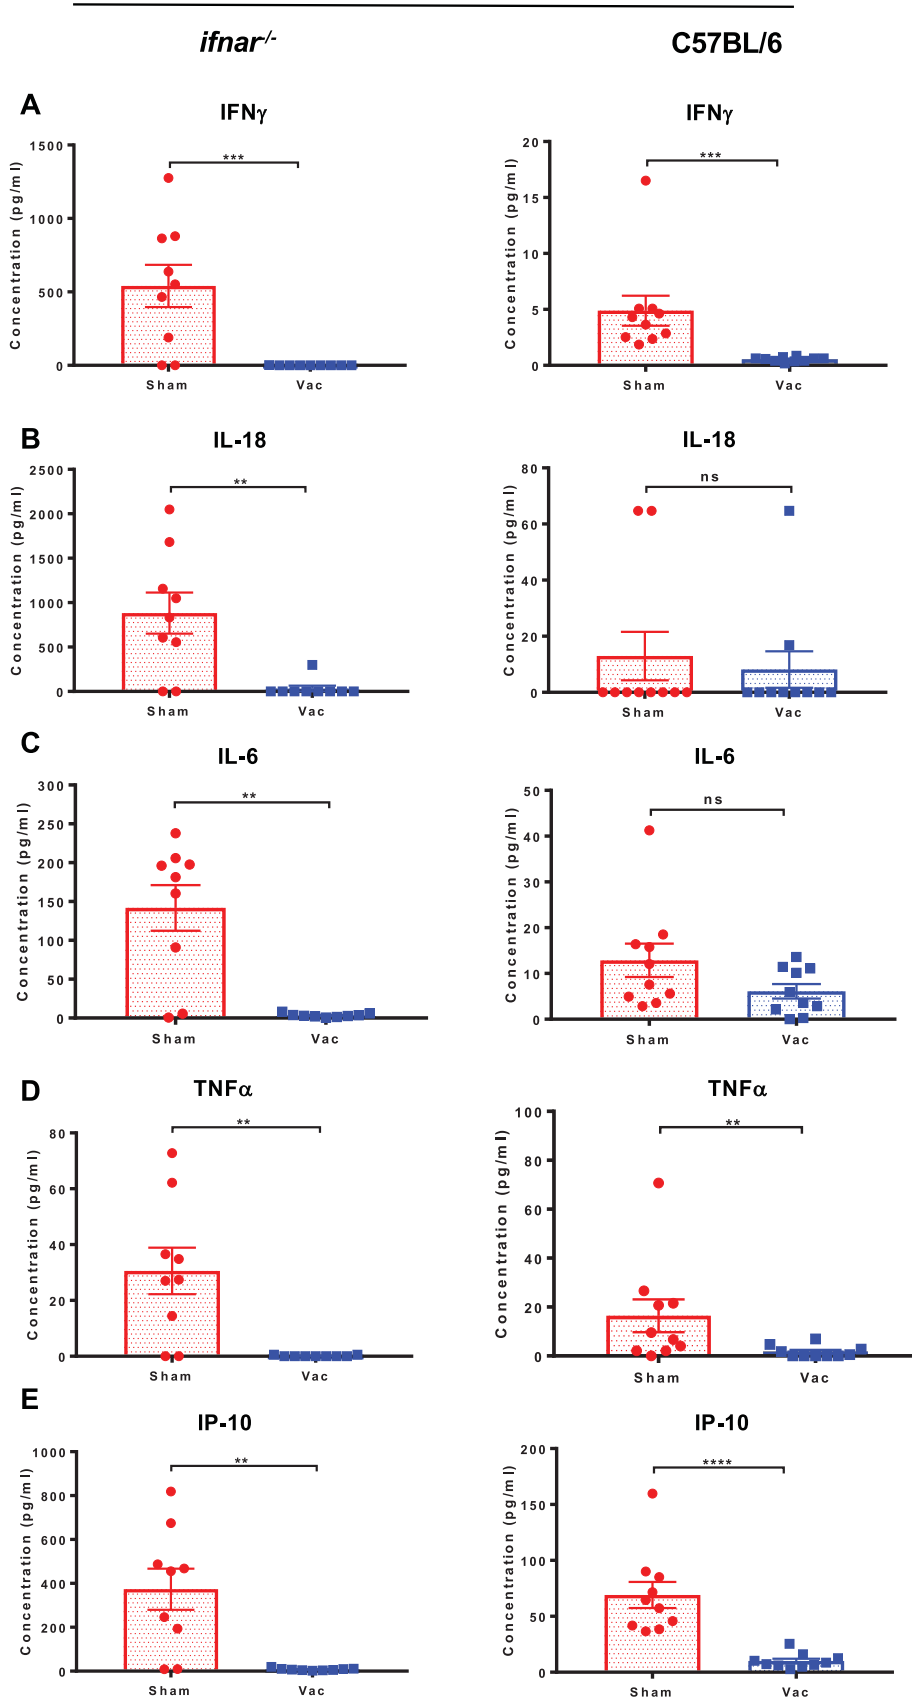 ifnar-/- C57BL/6
A
IFNγ IFNγ
Concentration (pg/ml) Concentration (pg/ml)
1500 1000 500 0 20 15 10 5 0
*** ***
Sham Vac Sham Vac
B
IL-18 IL-18
Concentration (pg/ml) Concentration (pg/ml)
2500 2000 1500 1000 500 0 80 60 40 20 0
** ns
Sham Vac Sham Vac
C
IL-6 IL-6
Concentration (pg/ml) Concentration (pg/ml)
300 250 200 150 100 50 0 50 40 30 20 10 0
** ns
Sham Vac Sham Vac
D
TNFα TNFα
Concentration (pg/ml) Concentration (pg/ml)
80 60 40 20 0 100 80 60 40 20 0
** **
Sham Vac Sham Vac
E
IP-10 IP-10
Concentration (pg/ml) Concentration (pg/ml)
1000 800 600 400 200 0 200 150 100 50 0
** ****
Sham Vac Sham Vac